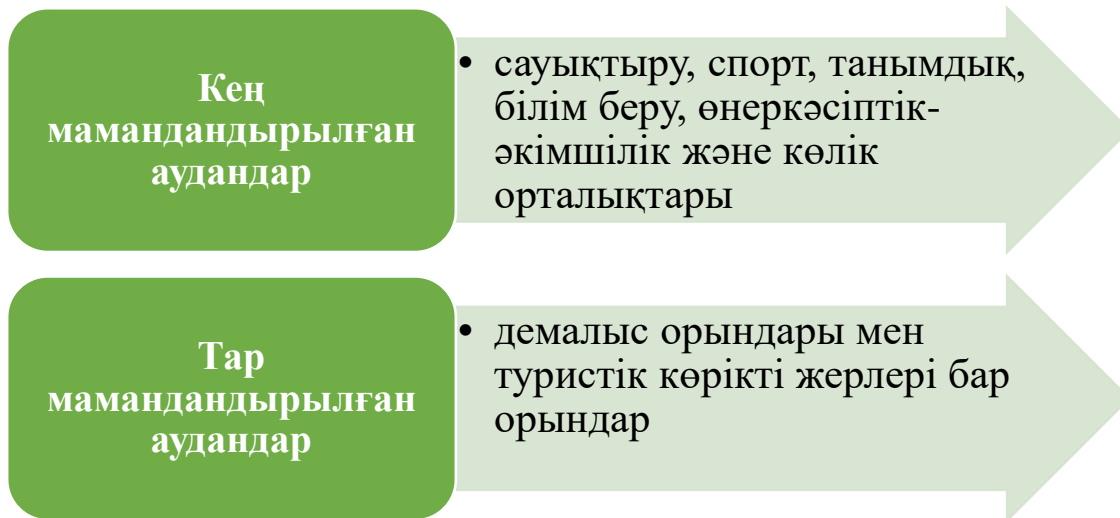 Кең
мамандандырылған
аудандар
• сауықтыру, спорт, танымдық,
білім беру, өнеркәсіптік-
әкімшілік және көлік
орталықтары
Тар
мамандандырылған
аудандар
• демалыс орындары мен
туристік көрікті жерлері бар
орындар